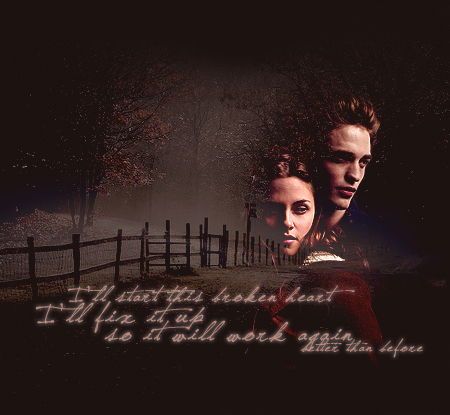 I'll start this broken heart
I'll fix it up
so it will work again
better than before